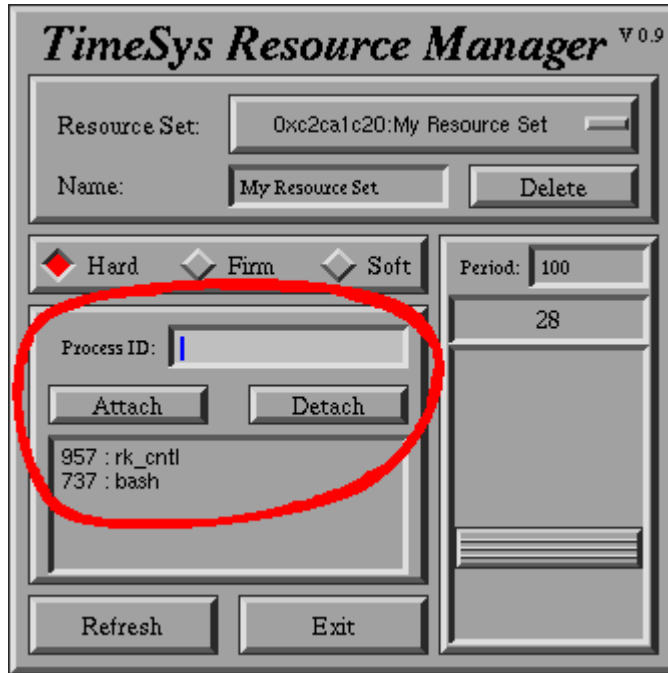 TimeSys Resource Manager V 0.9
Resource Set: 0xc2ca1c20:My Resource Set
Name: My Resource Set Delete
Hard Firm Soft
Period: 100
28
Process ID:
Attach Detach
957 : rk_cntl
737 : bash
Refresh Exit